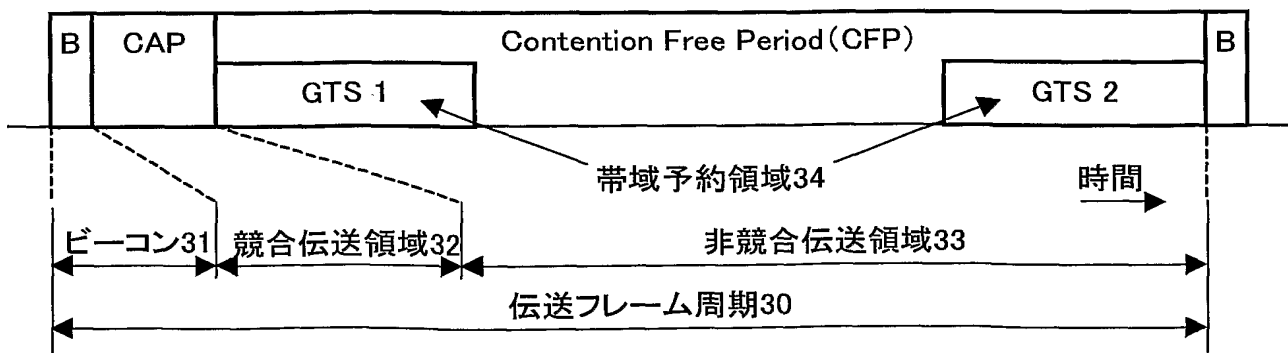 B CAP Contention Free Period(CFP) B
GTS 1 GTS 2
帯域予約領域34 時間
ビーコン31 競合伝送領域32 非競合伝送領域33
伝送フレーム周期30